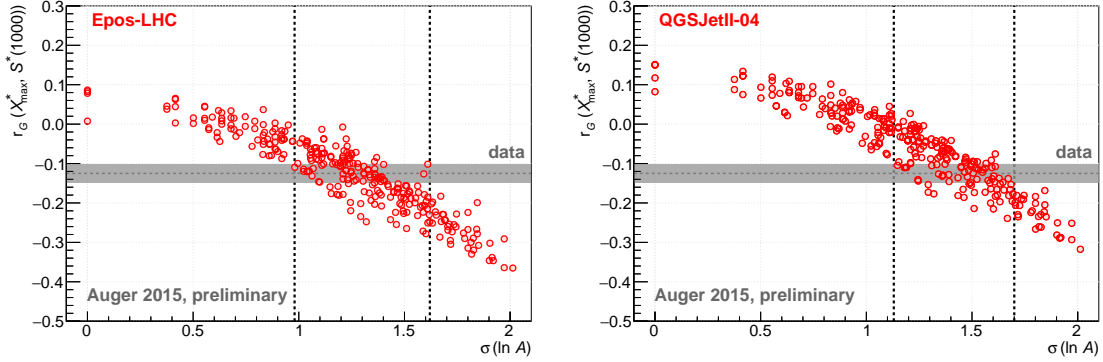 Epos-LHC
r_G (X*_max, S*(1000))
0.3
0.2
0.1
0.0
−0.1
−0.2
−0.3
−0.4
−0.5
data
Auger 2015, preliminary
0 0.5 1 1.5 2
σ(ln A)
QGSJetII-04
r_G (X*_max, S*(1000))
0.3
0.2
0.1
0.0
−0.1
−0.2
−0.3
−0.4
−0.5
data
Auger 2015, preliminary
0 0.5 1 1.5 2
σ(ln A)